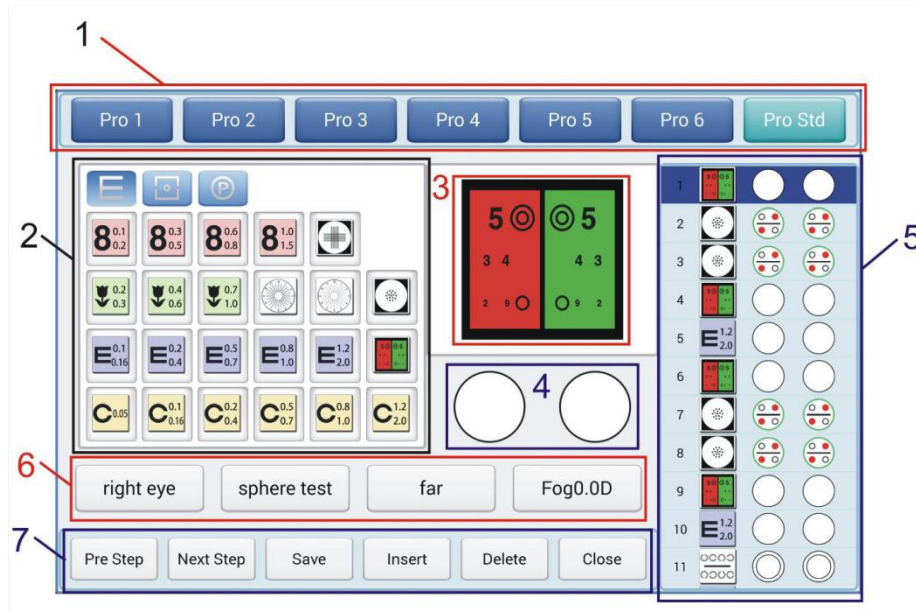 1
Pro 1 Pro 2 Pro 3 Pro 4 Pro 5 Pro 6 Pro Std
2
P
8 0.1 0.2 8 0.3 0.5 8 0.6 0.8 8 1.0 1.5
0.2 0.3 0.4 0.6 0.7 1.0
E 0.1 0.16 E 0.2 0.4 E 0.5 0.7 E 0.8 1.0 E 1.2 2.0
C 0.05 C 0.1 0.16 C 0.2 0.4 C 0.5 0.7 C 0.8 1.0 C 1.2 2.0
3
5 5
3 4 4 3
2 9 9 2
4
5
1
2
3
4
5 E 1.2 2.0
6
7
8
9
10 E 1.2 2.0
11
6
right eye sphere test far Fog0.0D
7
Pre Step Next Step Save Insert Delete Close